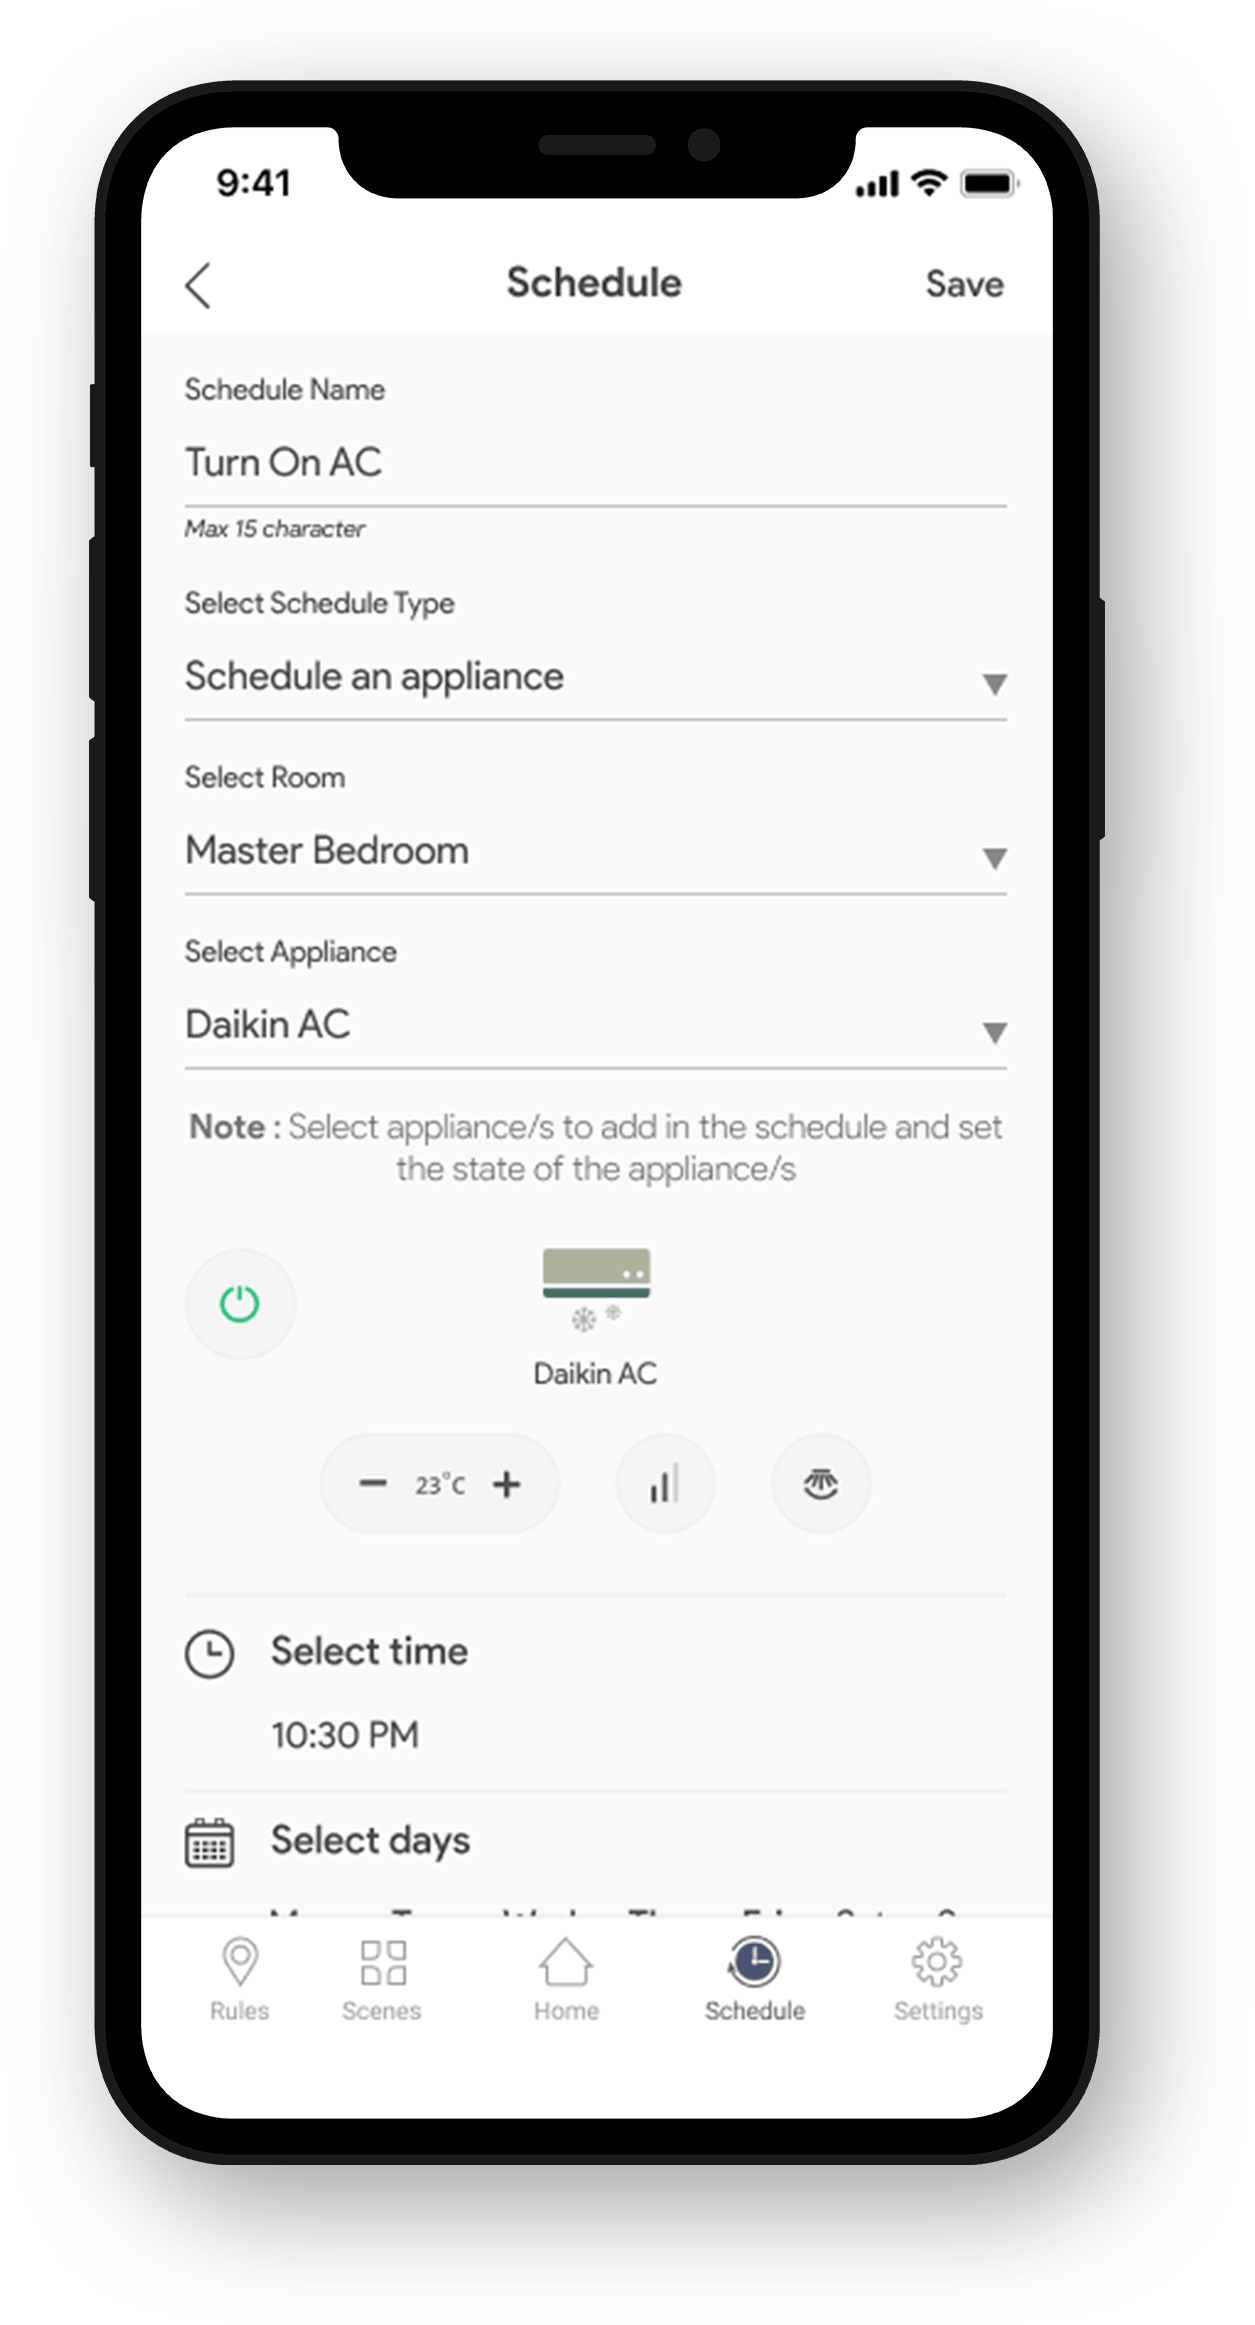 9:41
Schedule Save
Schedule Name
Turn On AC
Max 15 character
Select Schedule Type
Schedule an appliance
Select Room
Master Bedroom
Select Appliance
Daikin AC
Note : Select appliance/s to add in the schedule and set
the state of the appliance/s
Daikin AC
23°C
Select time
10:30 PM
Select days
Rules Scenes Home Schedule Settings